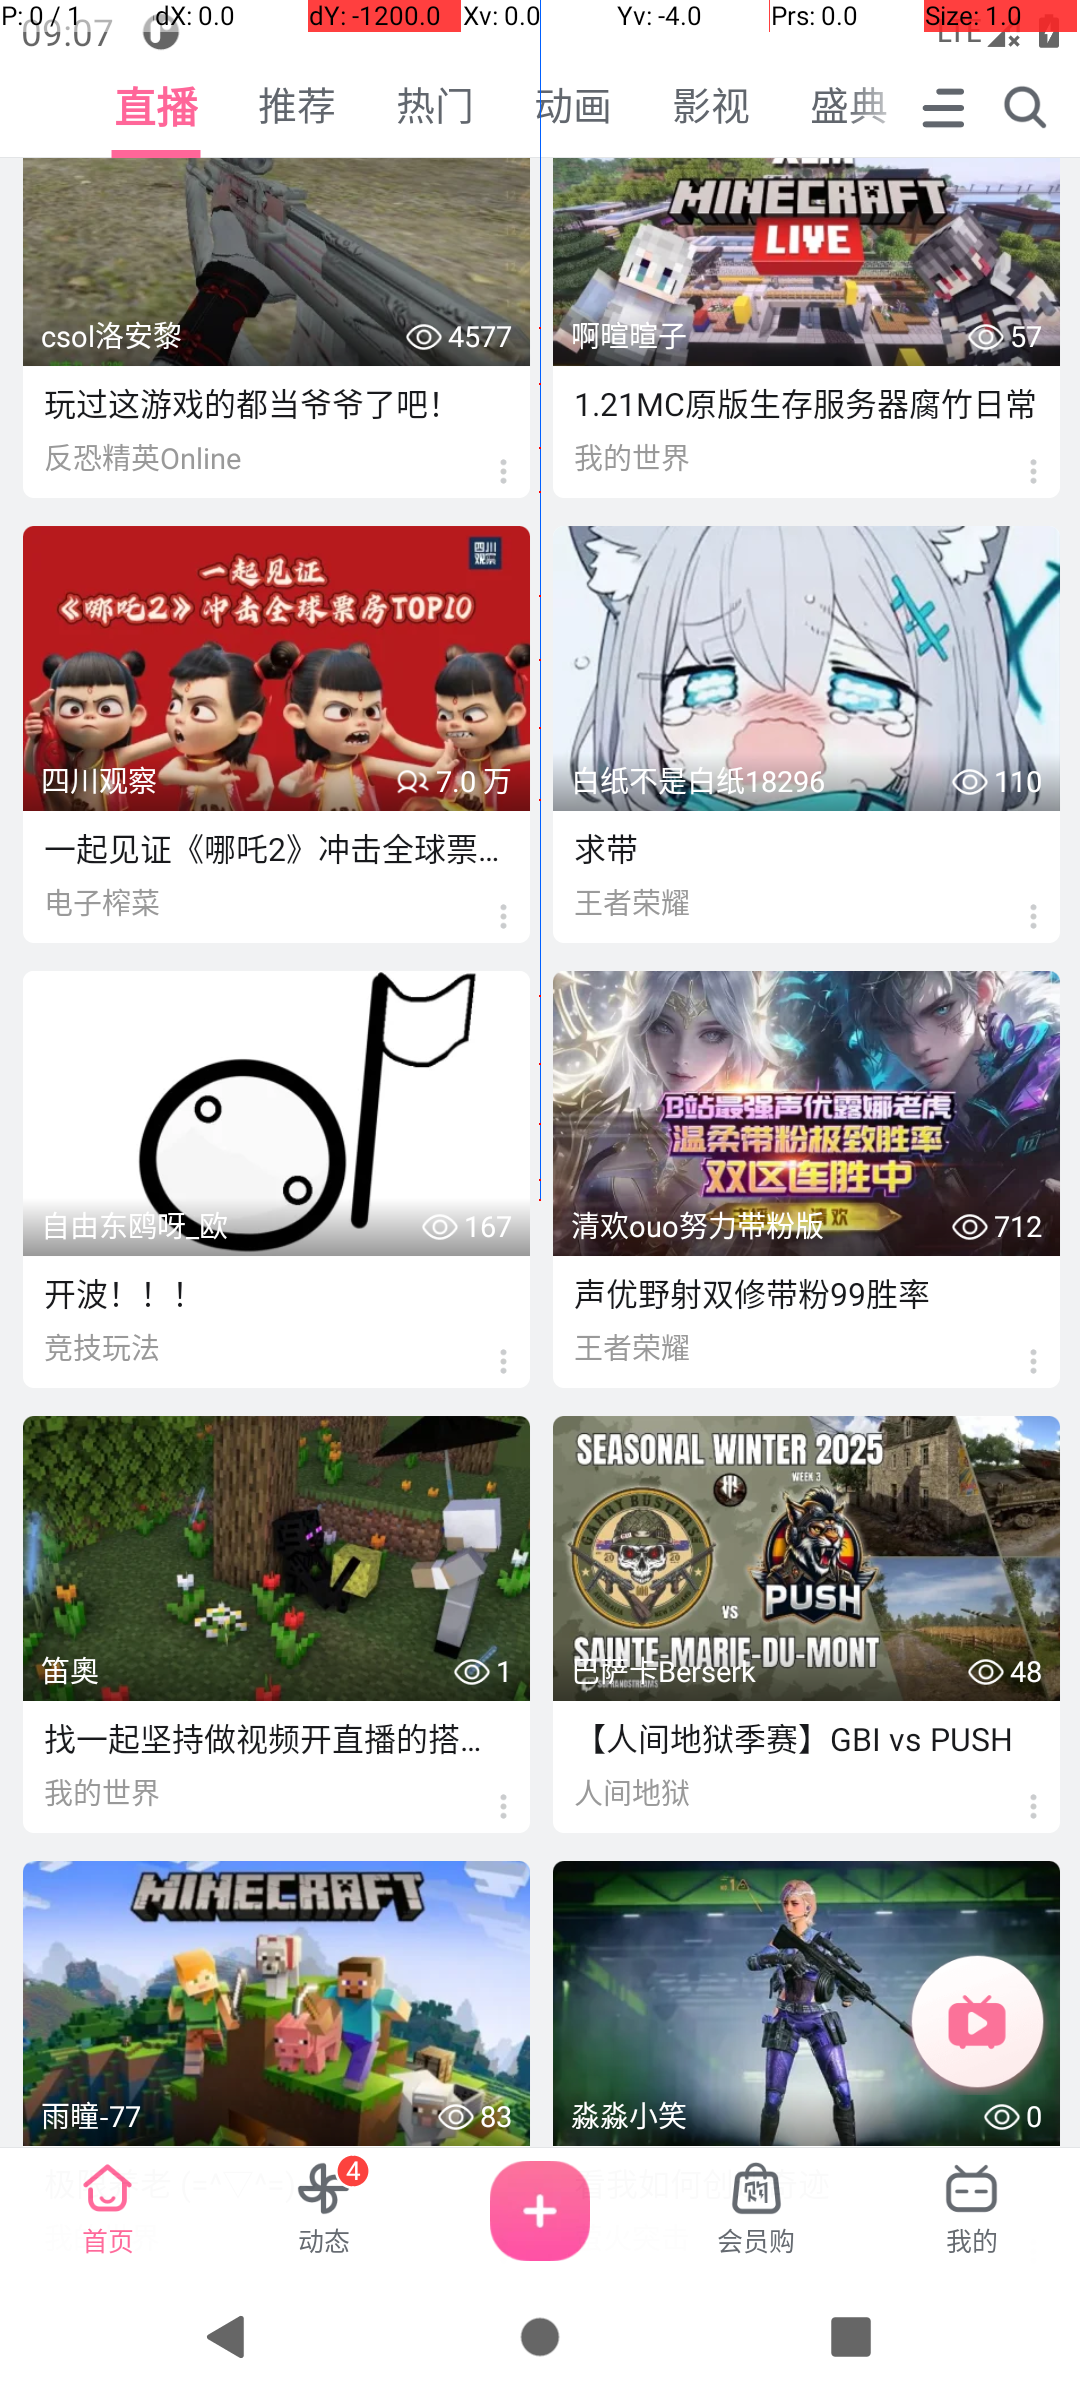 P: 0 / 1 dX: 0.0 dY: -1200.0 Xv: 0.0 Yv: -4.0 Prs: 0.0 Size: 1.0
09:07 LTE
直播 推荐 热门 动画 影视 盛典
MINECRAFT
LIVE
csol洛安黎 4577
啊暄暄子 57
玩过这游戏的都当爷爷了吧！
反恐精英Online
1.21MC原版生存服务器腐竹日常
我的世界
四川观察
一起见证
《哪吒2》冲击全球票房TOP10
四川观察 7.0 万
白纸不是白纸18296 110
一起见证《哪吒2》冲击全球票...
电子榨菜
求带
王者荣耀
B站最强声优露娜老虎
温柔带粉极致胜率
双区连胜中
自由东鸥呀_欧 167
清欢ouo努力带粉版 712
开波！！！
竞技玩法
声优野射双修带粉99胜率
王者荣耀
SEASONAL WINTER 2025
WEEK 3
VS
PUSH
SAINTE-MARIE-DU-MONT
笛奥 1
巴萨卡Berserk 48
找一起坚持做视频开直播的搭...
我的世界
【人间地狱季赛】GBI vs PUSH
人间地狱
MINECRAFT
雨瞳-77 83
淼淼小笑 0
首页 动态 4 会员购 我的